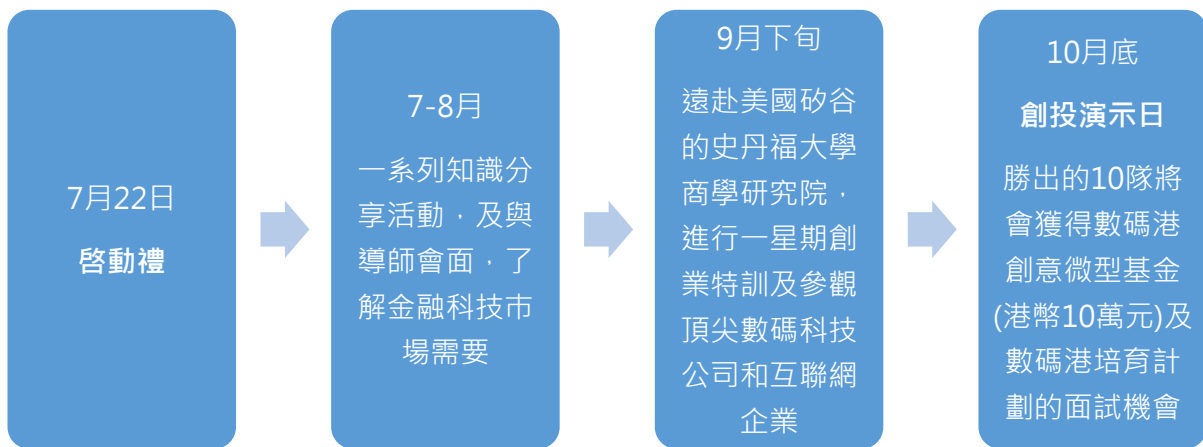 7月22日
啓動禮
7-8月
一系列知識分
享活動，及與
導師會面，了
解金融科技市
場需要
9月下旬
遠赴美國矽谷
的史丹福大學
商學研究院，
進行一星期創
業特訓及參觀
頂尖數碼科技
公司和互聯網
企業
10月底
創投演示日
勝出的10隊將
會獲得數碼港
創意微型基金
(港幣10萬元)及
數碼港培育計
劃的面試機會